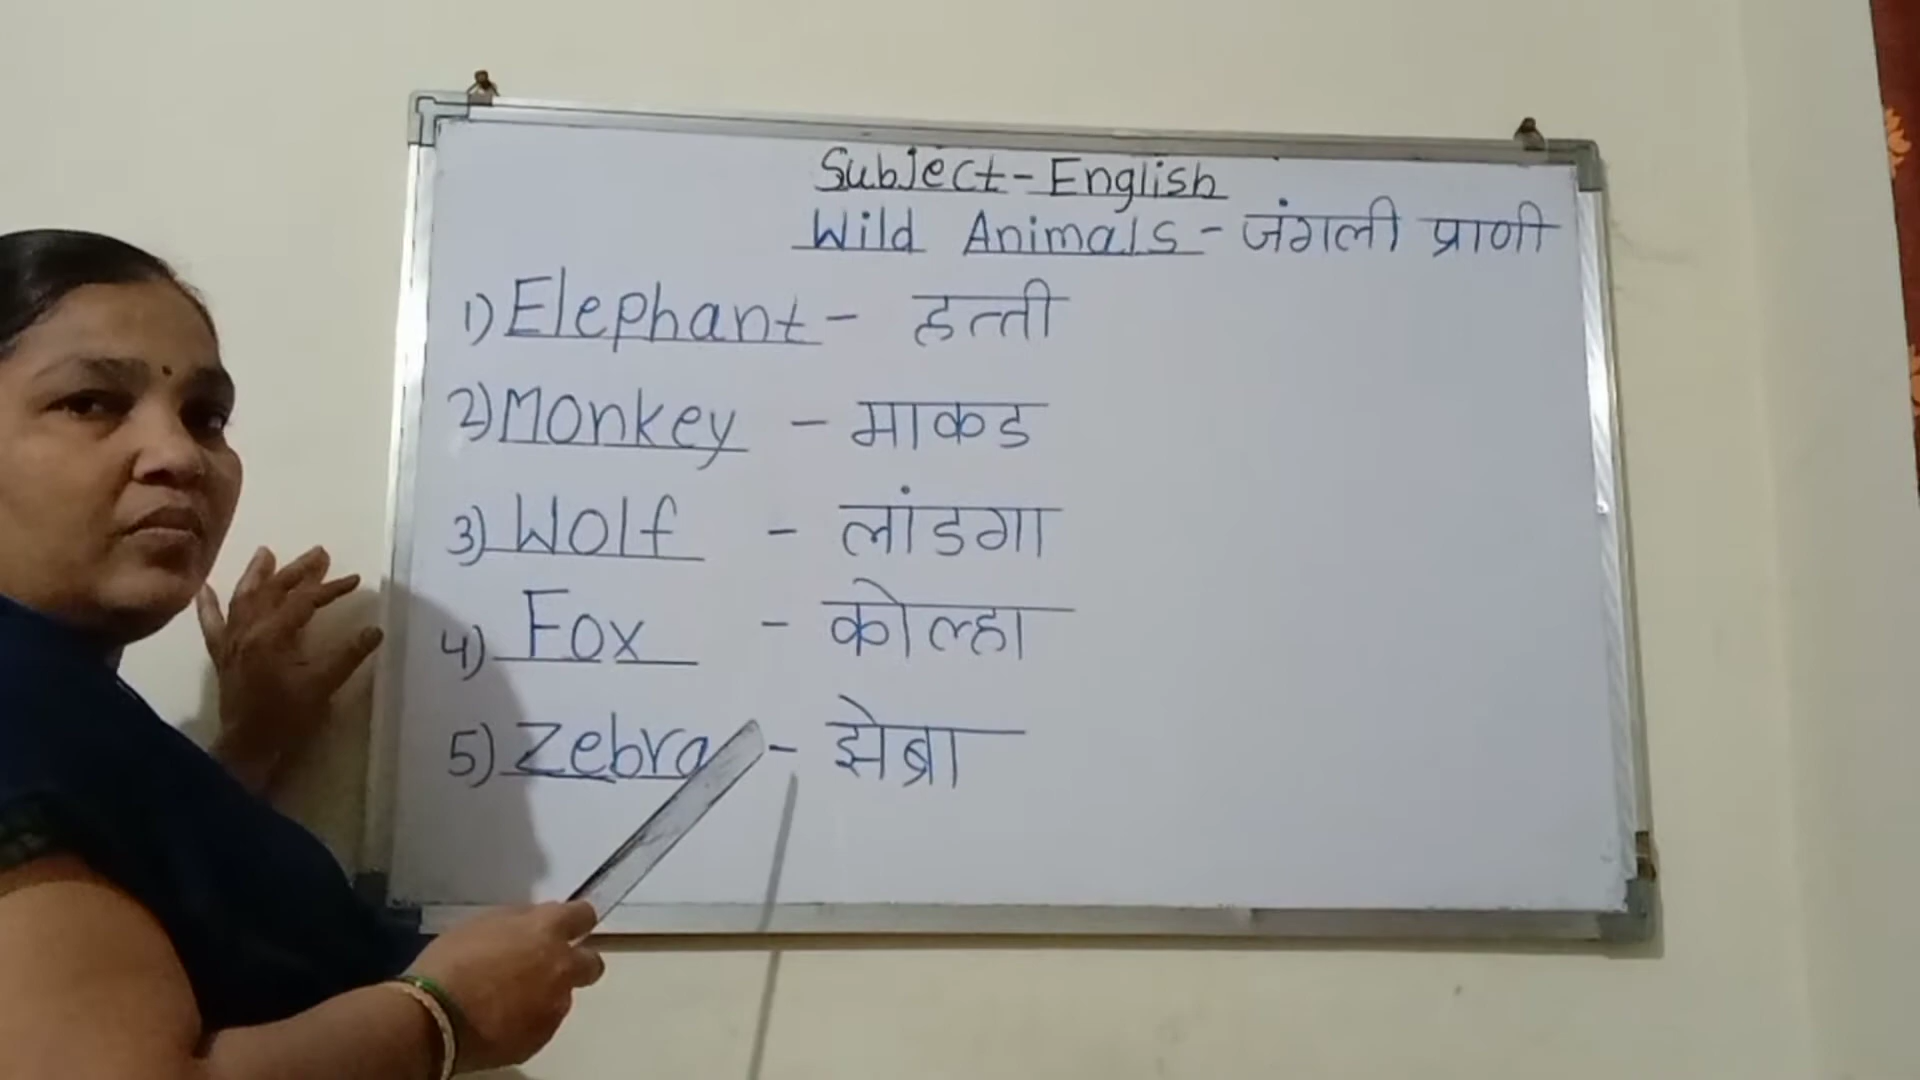 Subject-English
Wild Animals - जंगली प्राणी
1) Elephant - हत्ती
2) Monkey - माकड
3) Wolf - लांडगा
4) Fox - कोल्हा
5) Zebra - झेब्रा